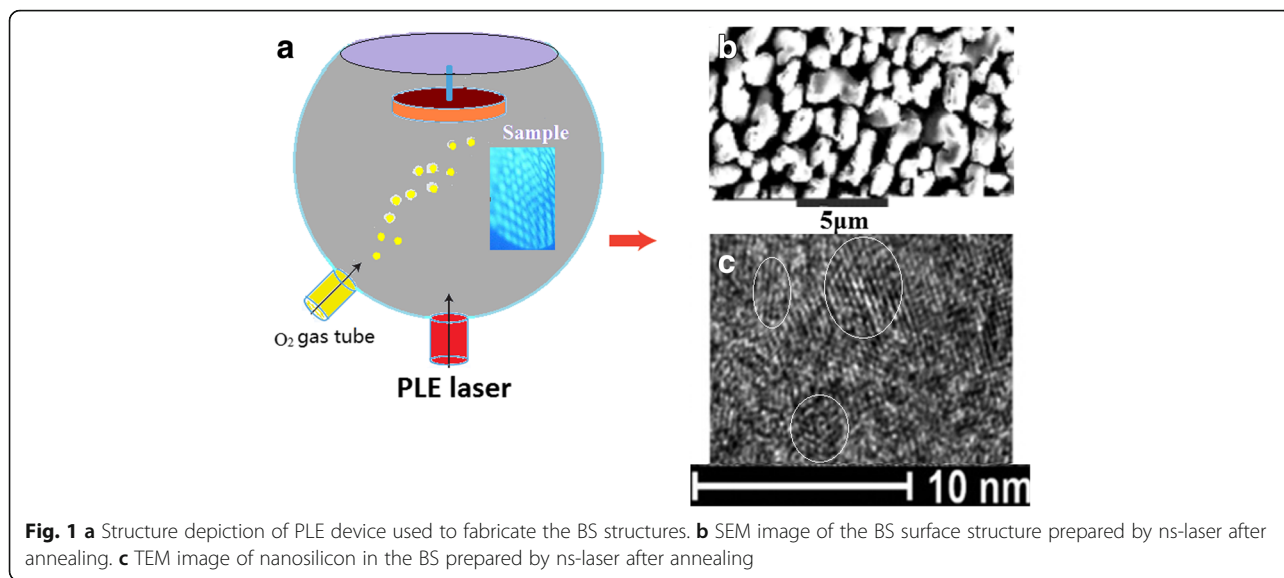 a
Sample
O₂ gas tube
PLE laser
b
5μm
c
10 nm
Fig. 1 a Structure depiction of PLE device used to fabricate the BS structures. b SEM image of the BS surface structure prepared by ns-laser after
annealing. c TEM image of nanosilicon in the BS prepared by ns-laser after annealing